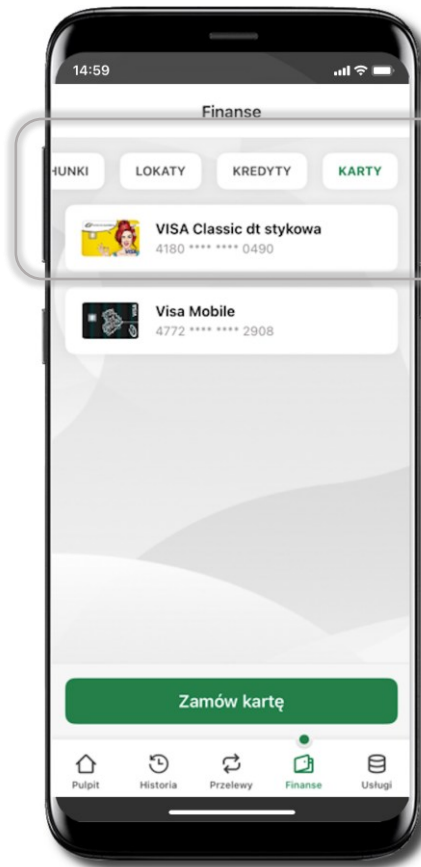 14:59
Finanse
HUNKI LOKATY KREDYTY KARTY
VISA Classic dt stykowa
4180 **** **** 0490
Visa Mobile
4772 **** **** 2908
Zamów kartę
Pulpit Historia Przelewy Finanse Usługi